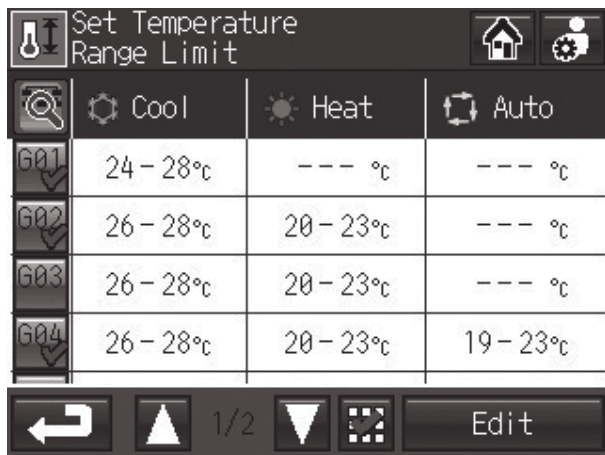 Set Temperature
Range Limit
Cool Heat Auto
G01 24-28℃ --- ℃ --- ℃
G02 26-28℃ 20-23℃ --- ℃
G03 26-28℃ 20-23℃ --- ℃
G04 26-28℃ 20-23℃ 19-23℃
1/2 Edit